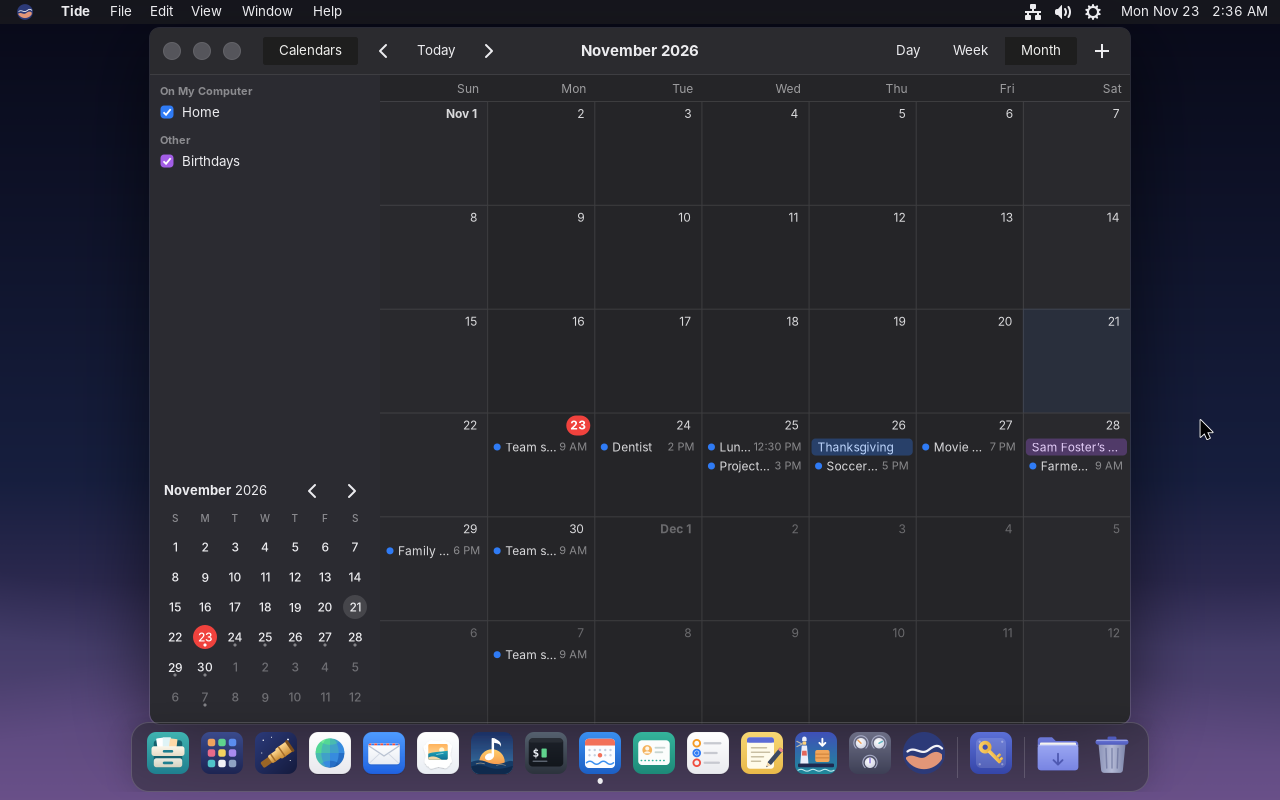 Tide File Edit View Window Help Mon Nov 23 2:36 AM
Calendars Today November 2026 Day Week Month
On My Computer
Home
Other
Birthdays
Sun Mon Tue Wed Thu Fri Sat
Nov 1 2 3 4 5 6 7
8 9 10 11 12 13 14
15 16 17 18 19 20 21
22 23 24 25 26 27 28
Team s... 9 AM Dentist 2 PM Lun... 12:30 PM Thanksgiving Movie ... 7 PM Sam Foster's ...
Project... 3 PM Soccer... 5 PM Farme... 9 AM
29 30 Dec 1 2 3 4 5
Family ... 6 PM Team s... 9 AM
6 7 8 9 10 11 12
Team s... 9 AM
November 2026
S M T W T F S
1 2 3 4 5 6 7
8 9 10 11 12 13 14
15 16 17 18 19 20 21
22 23 24 25 26 27 28
29 30 1 2 3 4 5
6 7 8 9 10 11 12
$